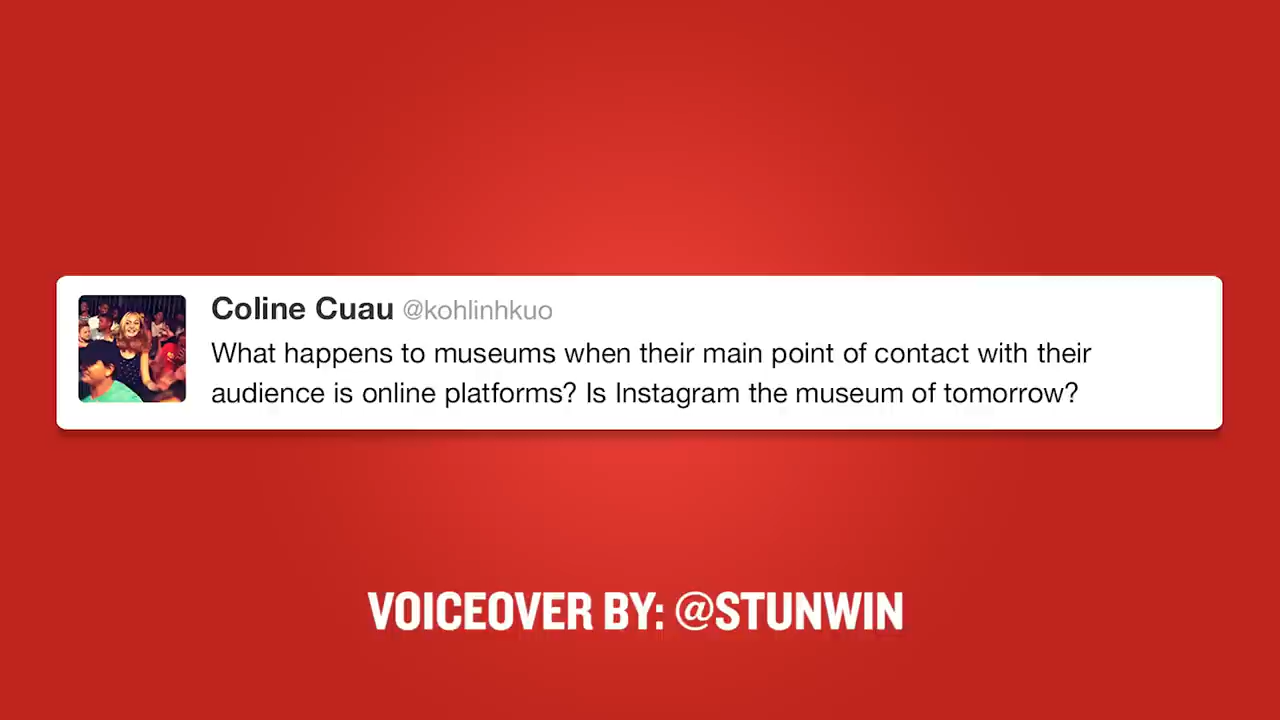 Coline Cuau @kohlinhkuo
What happens to museums when their main point of contact with their
audience is online platforms? Is Instagram the museum of tomorrow?
VOICEOVER BY: @STUNWIN